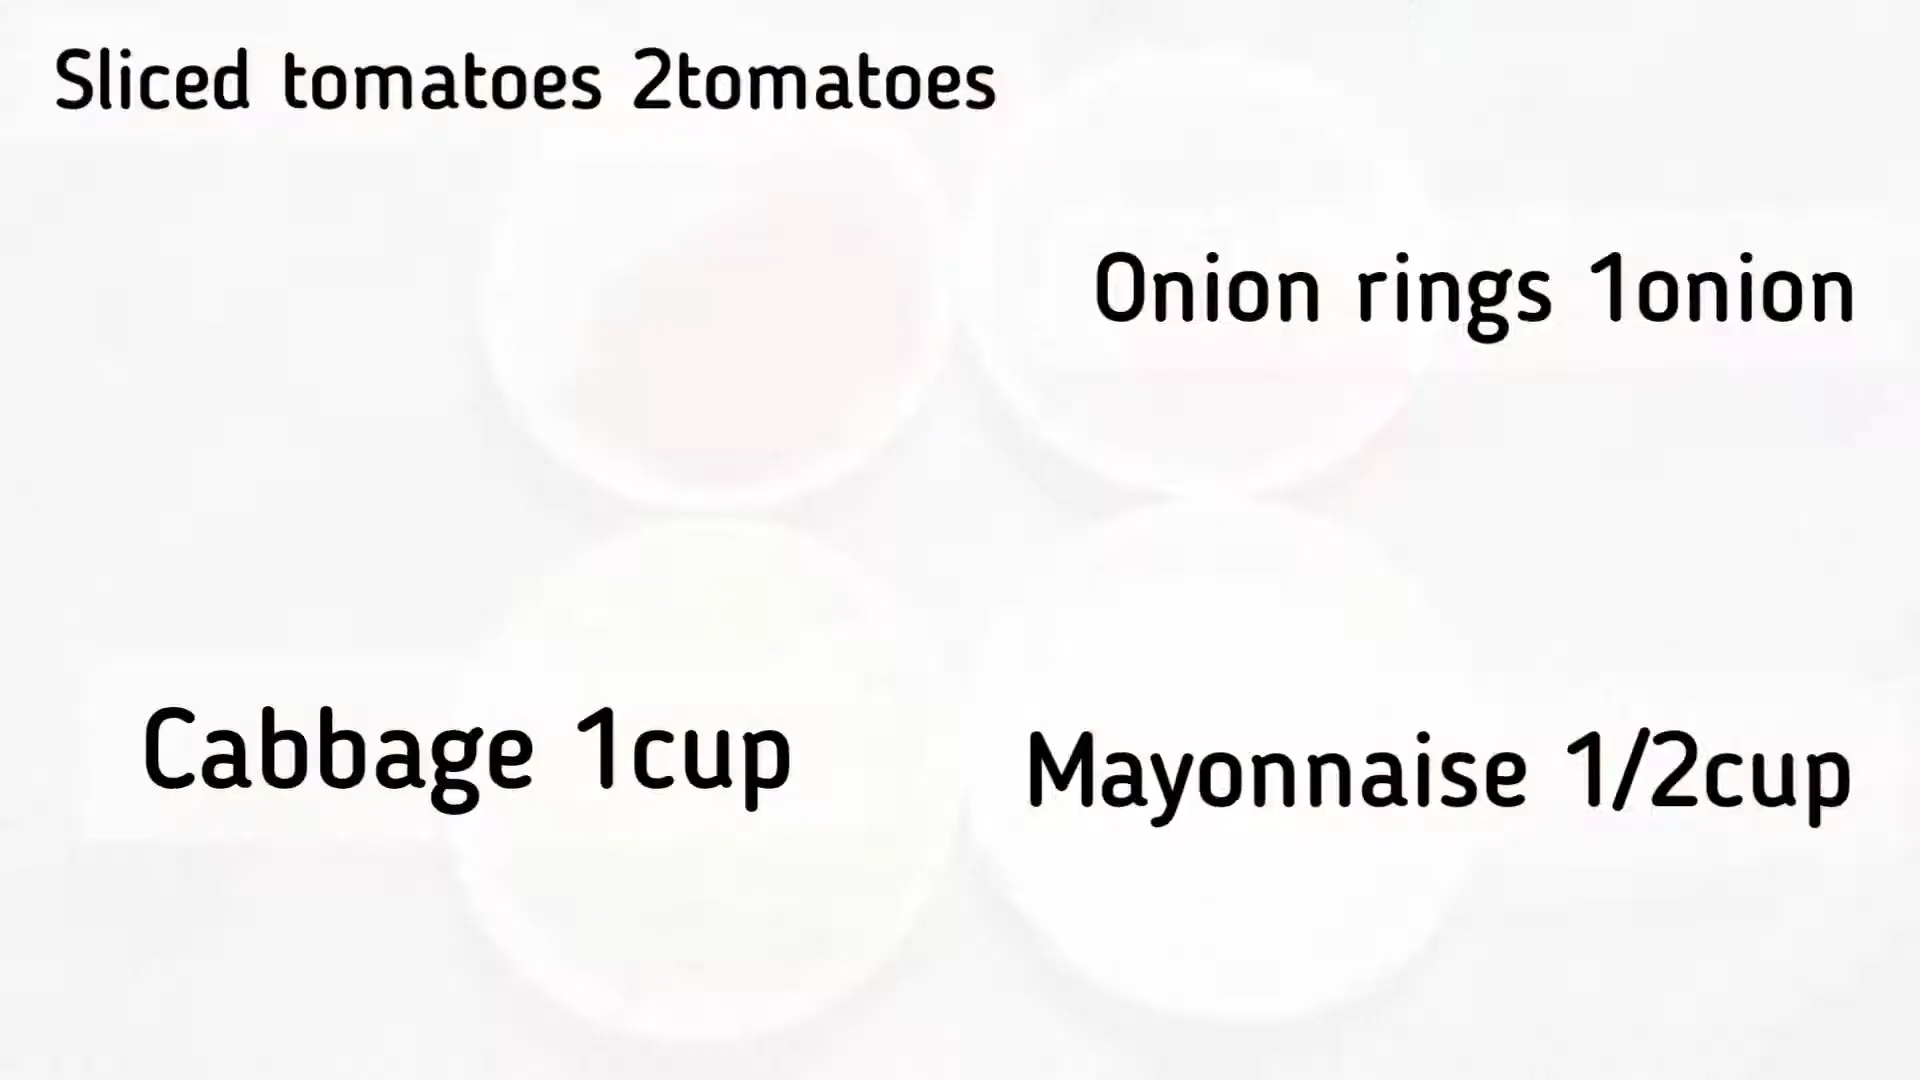 Sliced tomatoes 2tomatoes
Onion rings 1onion
Cabbage 1cup
Mayonnaise 1/2cup